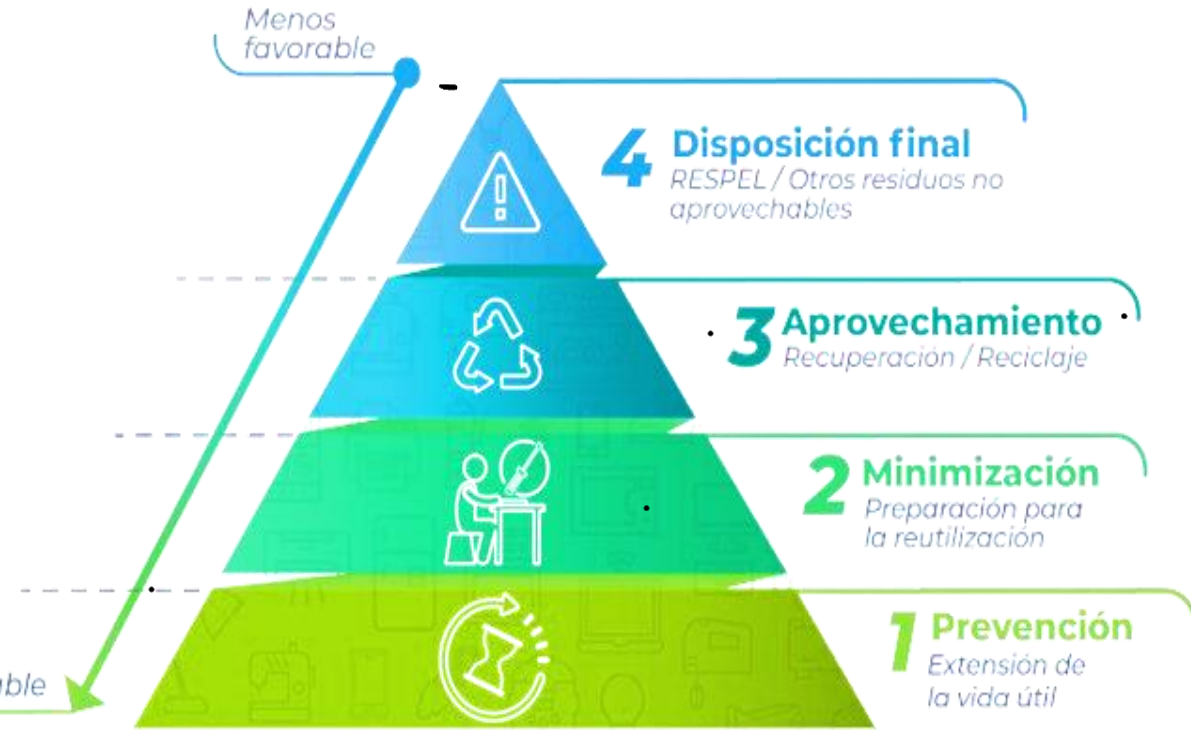 Menos
favorable
4 Disposición final
RESPEL / Otros residuos no
aprovechables
3 Aprovechamiento
Recuperación / Reciclaje
2 Minimización
Preparación para
la reutilización
1 Prevención
Extensión de
la vida útil